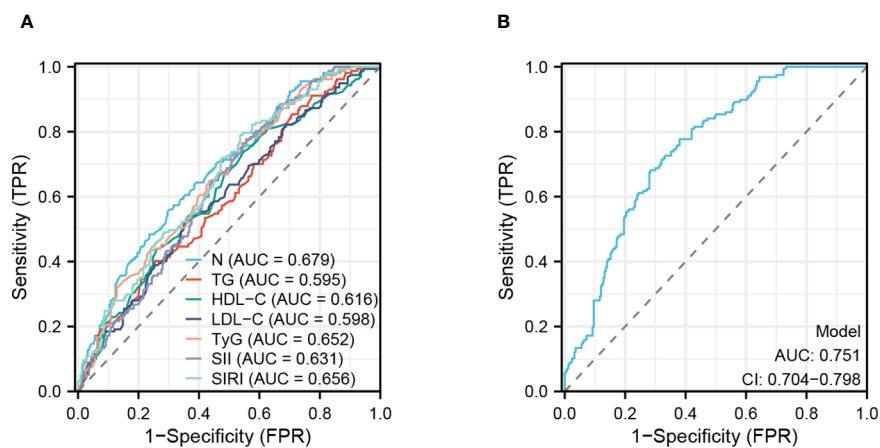 A
1.0
0.8
0.6
0.4
0.2
0.0
Sensitivity (TPR)
N (AUC = 0.679)
TG (AUC = 0.595)
HDL−C (AUC = 0.616)
LDL−C (AUC = 0.598)
TyG (AUC = 0.652)
SII (AUC = 0.631)
SIRI (AUC = 0.656)
0.0 0.2 0.4 0.6 0.8 1.0
1−Specificity (FPR)
B
1.0
0.8
0.6
0.4
0.2
0.0
Sensitivity (TPR)
Model
AUC: 0.751
CI: 0.704−0.798
0.0 0.2 0.4 0.6 0.8 1.0
1−Specificity (FPR)